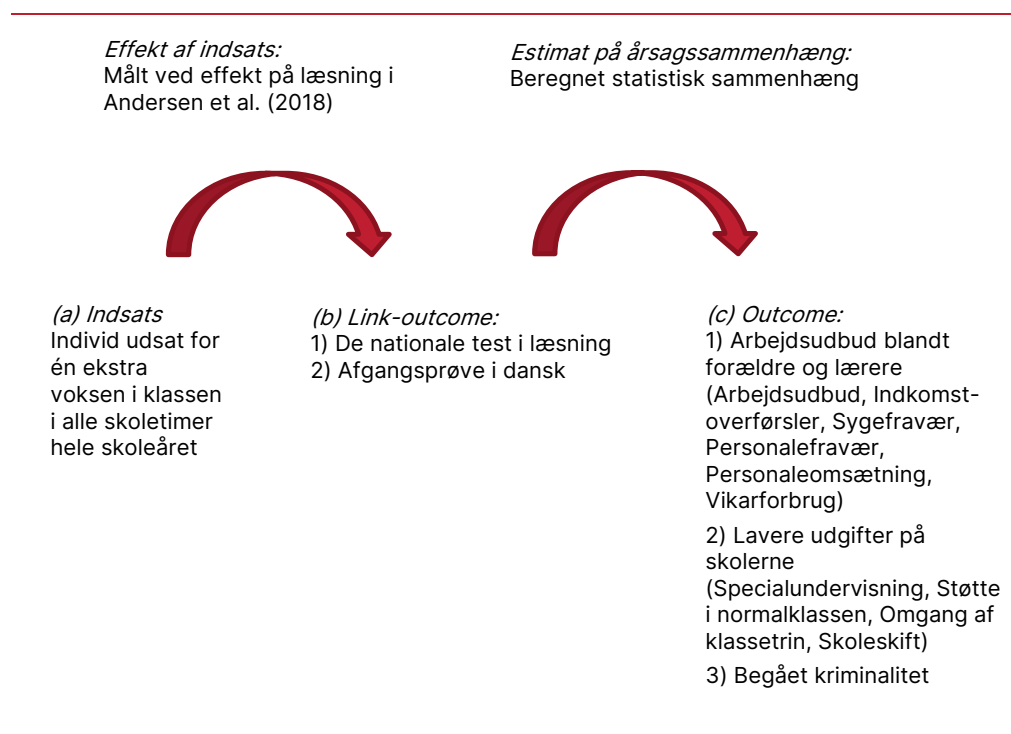 Effekt af indsats:
Målt ved effekt på læsning i
Andersen et al. (2018)
Estimat på årsagssammenhæng:
Beregnet statistisk sammenhæng
(a) Indsats
Individ udsat for
én ekstra
voksen i klassen
i alle skoletimer
hele skoleåret
(b) Link-outcome:
1) De nationale test i læsning
2) Afgangsprøve i dansk
(c) Outcome:
1) Arbejdsudbud blandt
forældre og lærere
(Arbejdsudbud, Indkomst-
overførsler, Sygefravær,
Personalefravær,
Personaleomsætning,
Vikarforbrug)
2) Lavere udgifter på
skolerne
(Specialundervisning, Støtte
i normalklassen, Omgang af
klassetrin, Skoleskift)
3) Begået kriminalitet